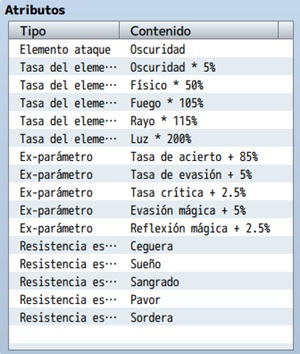 Atributos
Tipo Contenido
Elemento ataque Oscuridad
Tasa del eleme··· Oscuridad * 5%
Tasa del eleme··· Físico * 50%
Tasa del eleme··· Fuego * 105%
Tasa del eleme··· Rayo * 115%
Tasa del eleme··· Luz * 200%
Ex-parámetro Tasa de acierto + 85%
Ex-parámetro Tasa de evasión + 5%
Ex-parámetro Tasa crítica + 2.5%
Ex-parámetro Evasión mágica + 5%
Ex-parámetro Reflexión mágica + 2.5%
Resistencia es··· Ceguera
Resistencia es··· Sueño
Resistencia es··· Sangrado
Resistencia es··· Pavor
Resistencia es··· Sordera